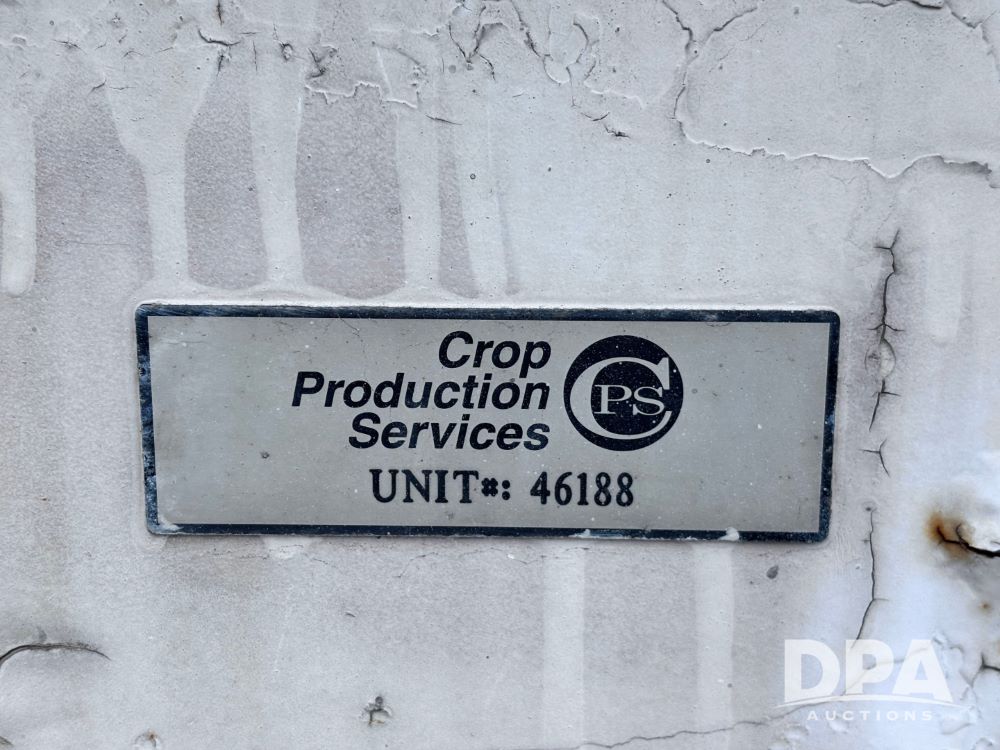 Crop
Production
Services
CPS
UNIT#: 46188
DPA
AUCTIONS